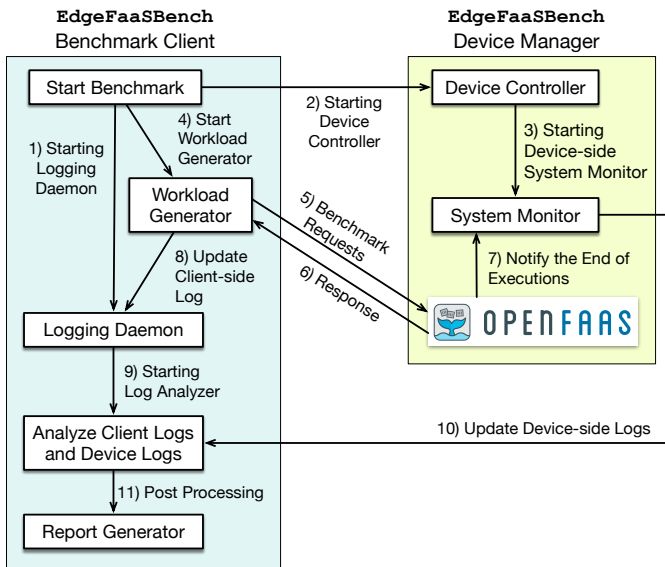 EdgeFaaSBench
Benchmark Client
EdgeFaaSBench
Device Manager
Start Benchmark
Device Controller
2) Starting
Device
Controller
4) Start
Workload
Generator
1) Starting
Logging
Daemon
3) Starting
Device-side
System Monitor
Workload
Generator
System Monitor
5) Benchmark
Requests
6) Response
8) Update
Client-side
Log
7) Notify the End of
Executions
OPENFAAS
Logging Daemon
9) Starting
Log Analyzer
Analyze Client Logs
and Device Logs
10) Update Device-side Logs
11) Post Processing
Report Generator